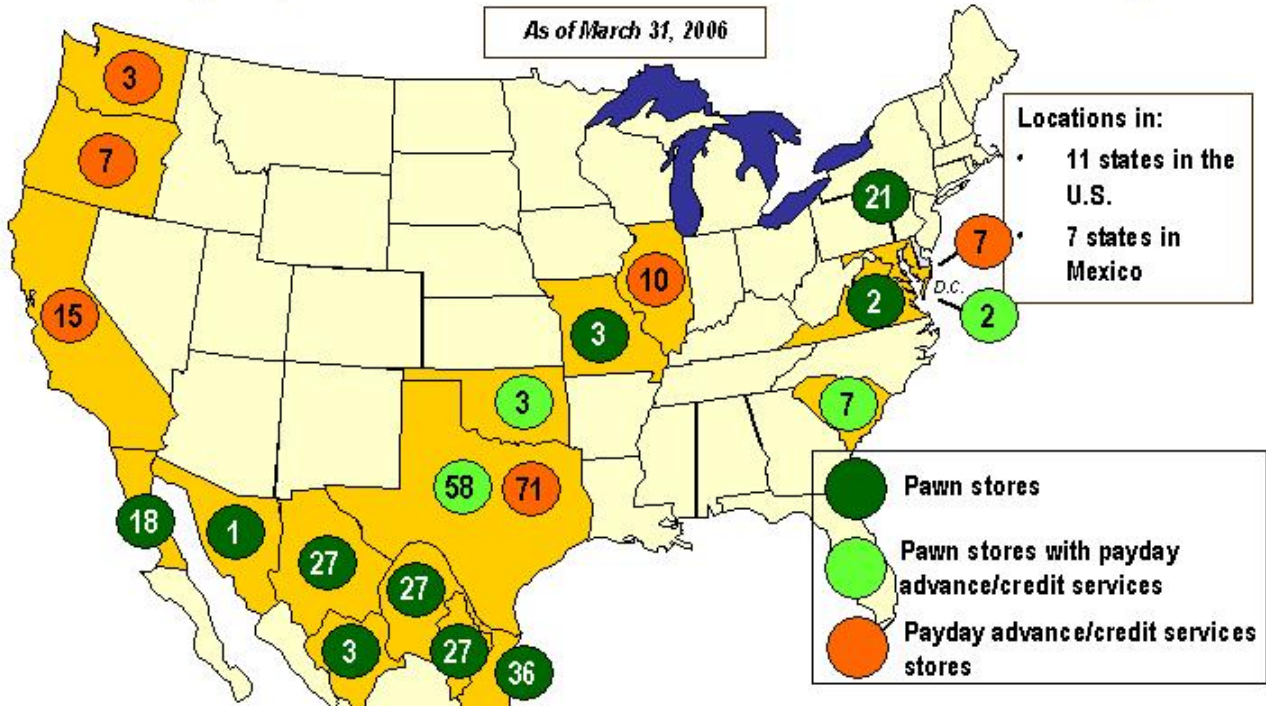 As of March 31, 2006
3
7
15
Locations in:
· 11 states in the
U.S.
· 7 states in
Mexico
21
7
10
D.C.
2
2
3
3
7
58
71
18
1
27
27
3
27
36
Pawn stores
Pawn stores with payday
advance/credit services
Payday advance/credit services
stores